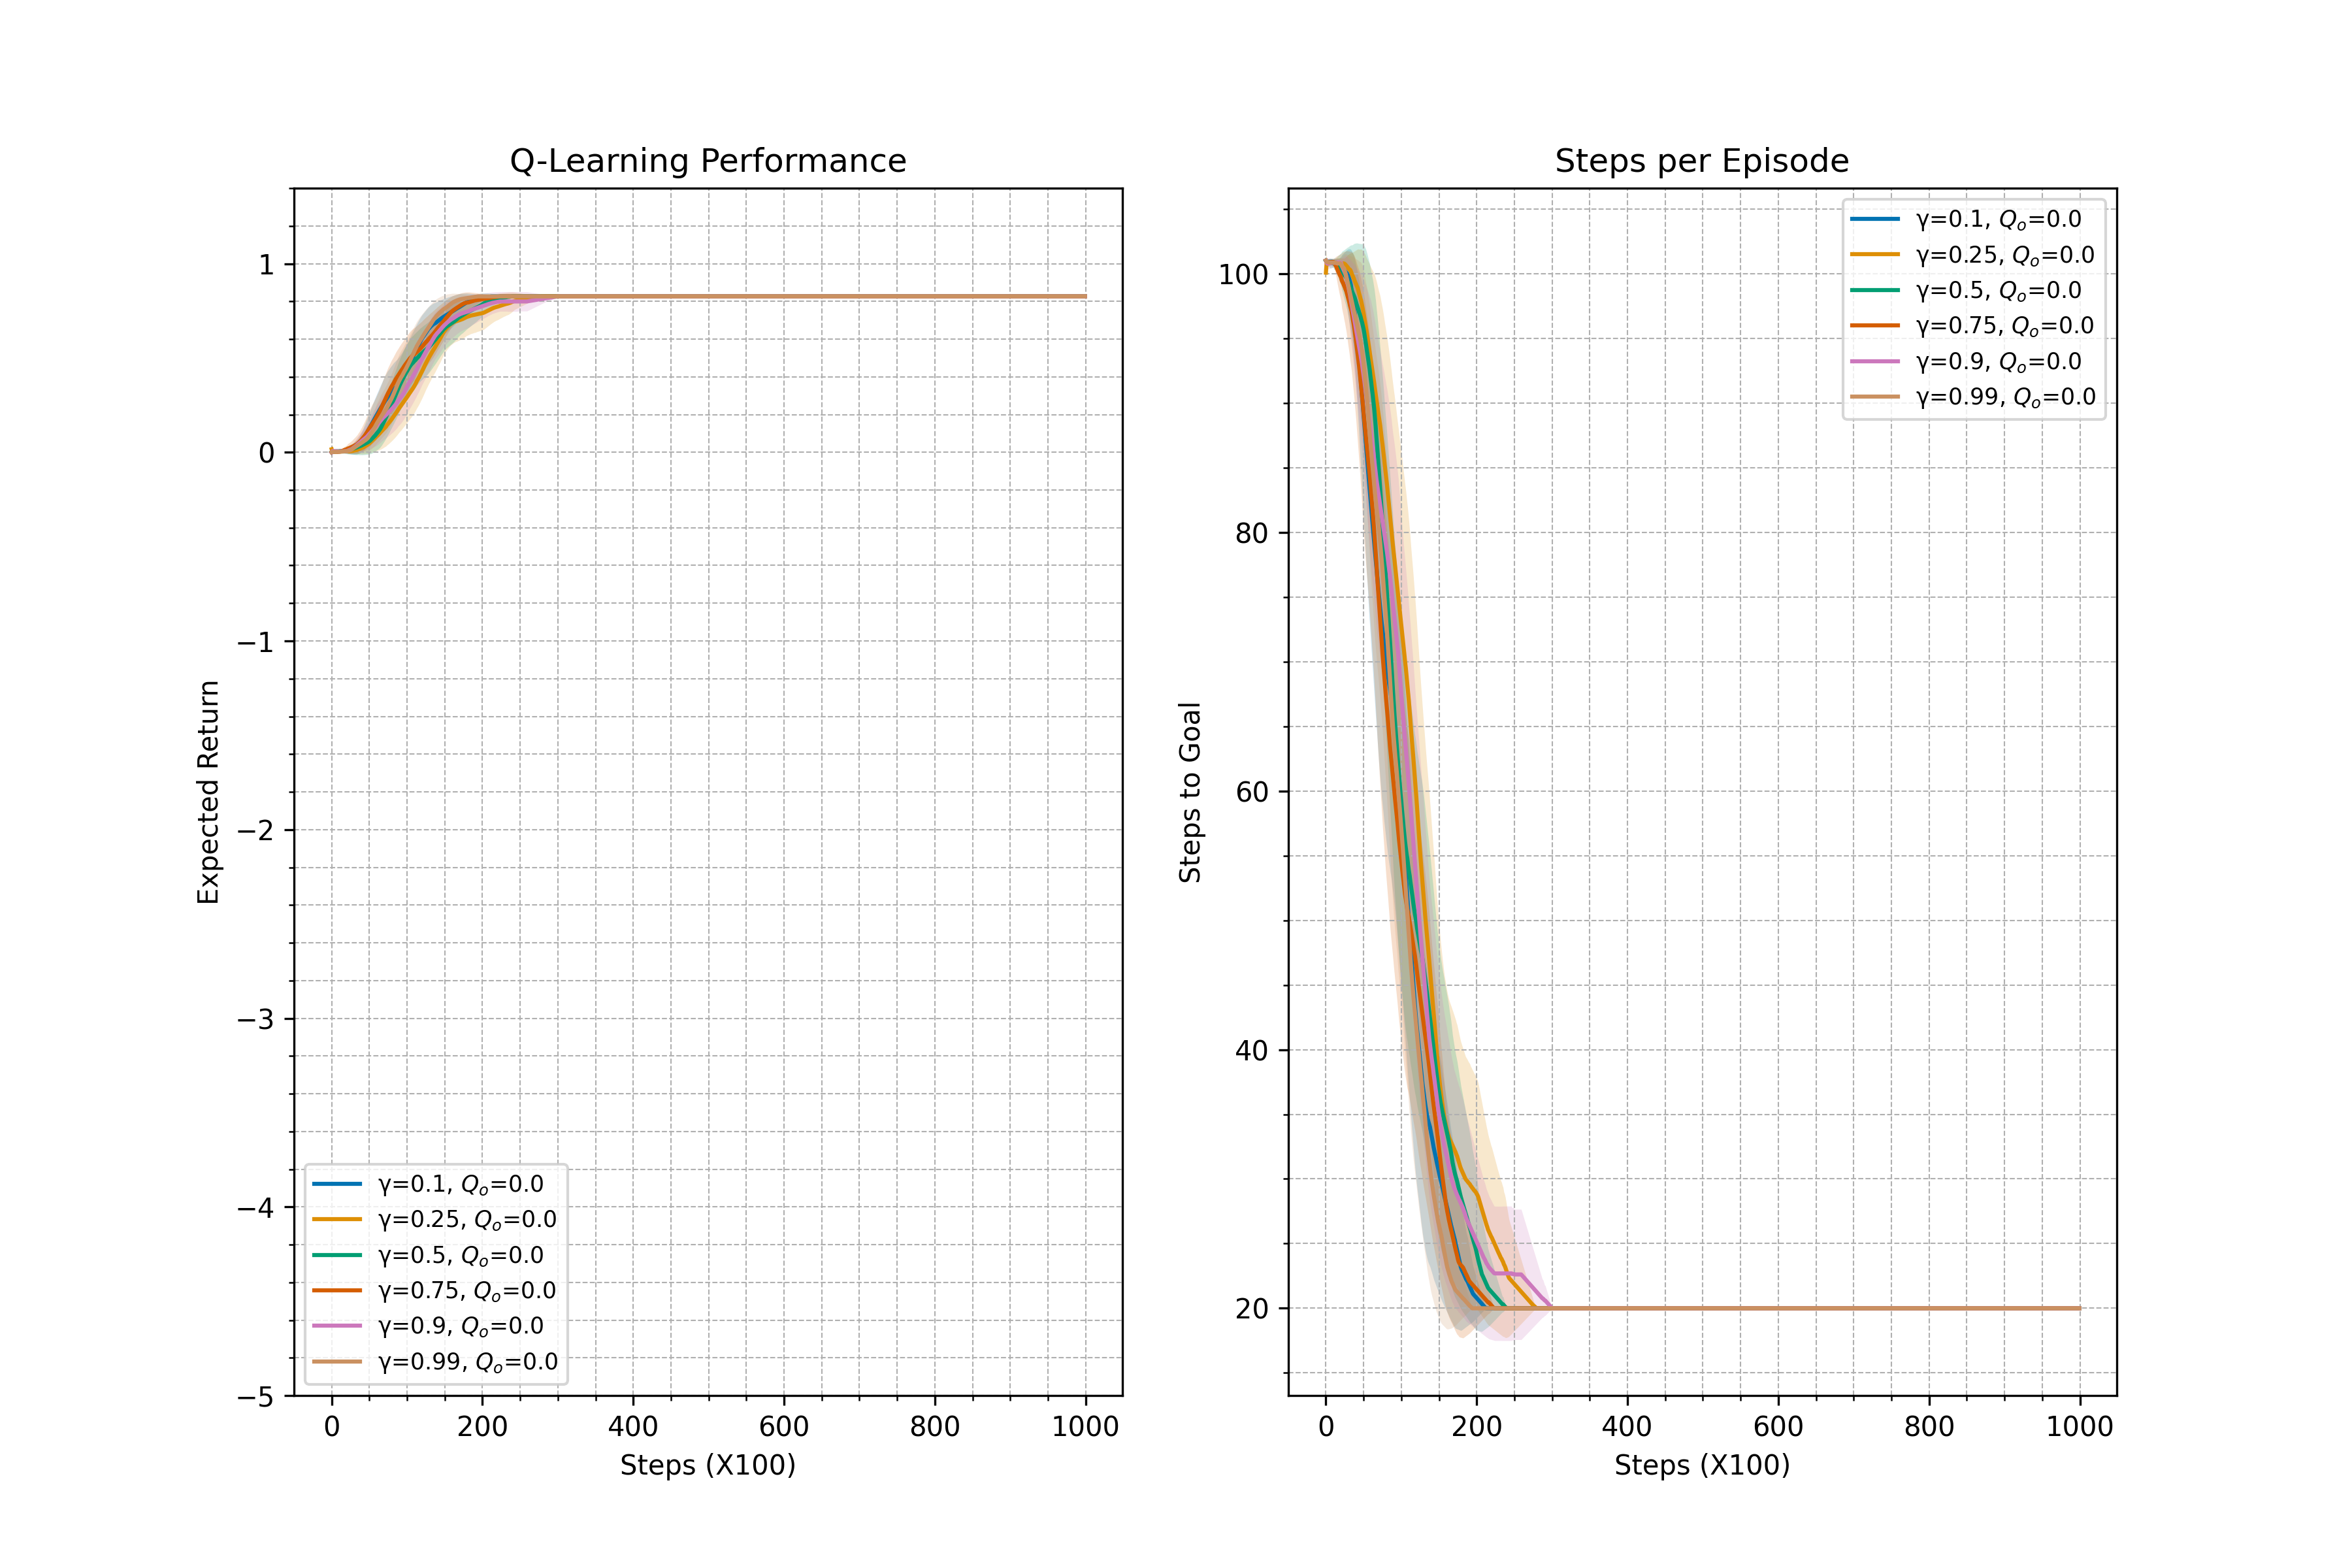 Q-Learning Performance
Expected Return
1
0
−1
−2
−3
−4
−5
γ=0.1, Qₒ=0.0
γ=0.25, Qₒ=0.0
γ=0.5, Qₒ=0.0
γ=0.75, Qₒ=0.0
γ=0.9, Qₒ=0.0
γ=0.99, Qₒ=0.0
0 200 400 600 800 1000
Steps (X100)
Steps per Episode
Steps to Goal
100
80
60
40
20
γ=0.1, Qₒ=0.0
γ=0.25, Qₒ=0.0
γ=0.5, Qₒ=0.0
γ=0.75, Qₒ=0.0
γ=0.9, Qₒ=0.0
γ=0.99, Qₒ=0.0
0 200 400 600 800 1000
Steps (X100)